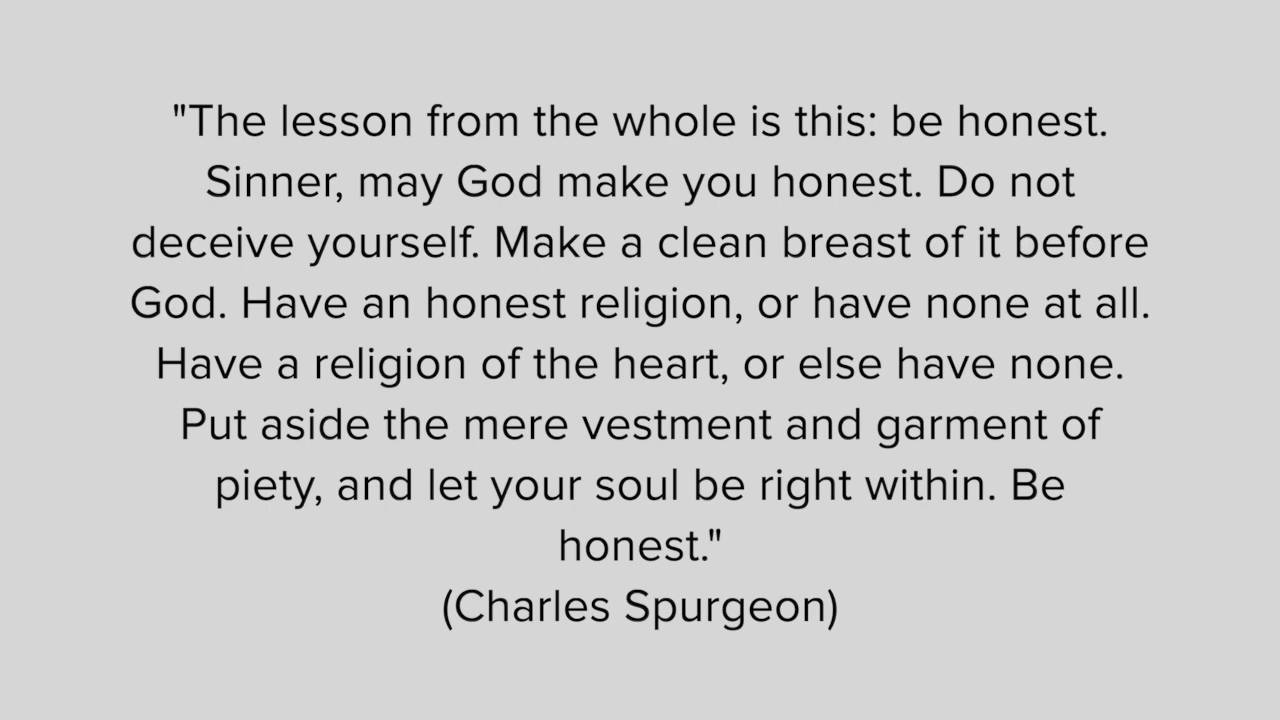 "The lesson from the whole is this: be honest.
Sinner, may God make you honest. Do not
deceive yourself. Make a clean breast of it before
God. Have an honest religion, or have none at all.
Have a religion of the heart, or else have none.
Put aside the mere vestment and garment of
piety, and let your soul be right within. Be
honest."
(Charles Spurgeon)